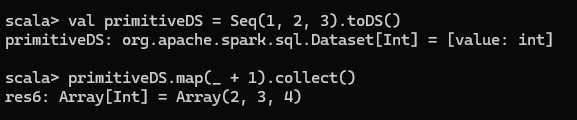 scala> val primitiveDS = Seq(1, 2, 3).toDS()
primitiveDS: org.apache.spark.sql.Dataset[Int] = [value: int]
scala> primitiveDS.map(_ + 1).collect()
res6: Array[Int] = Array(2, 3, 4)